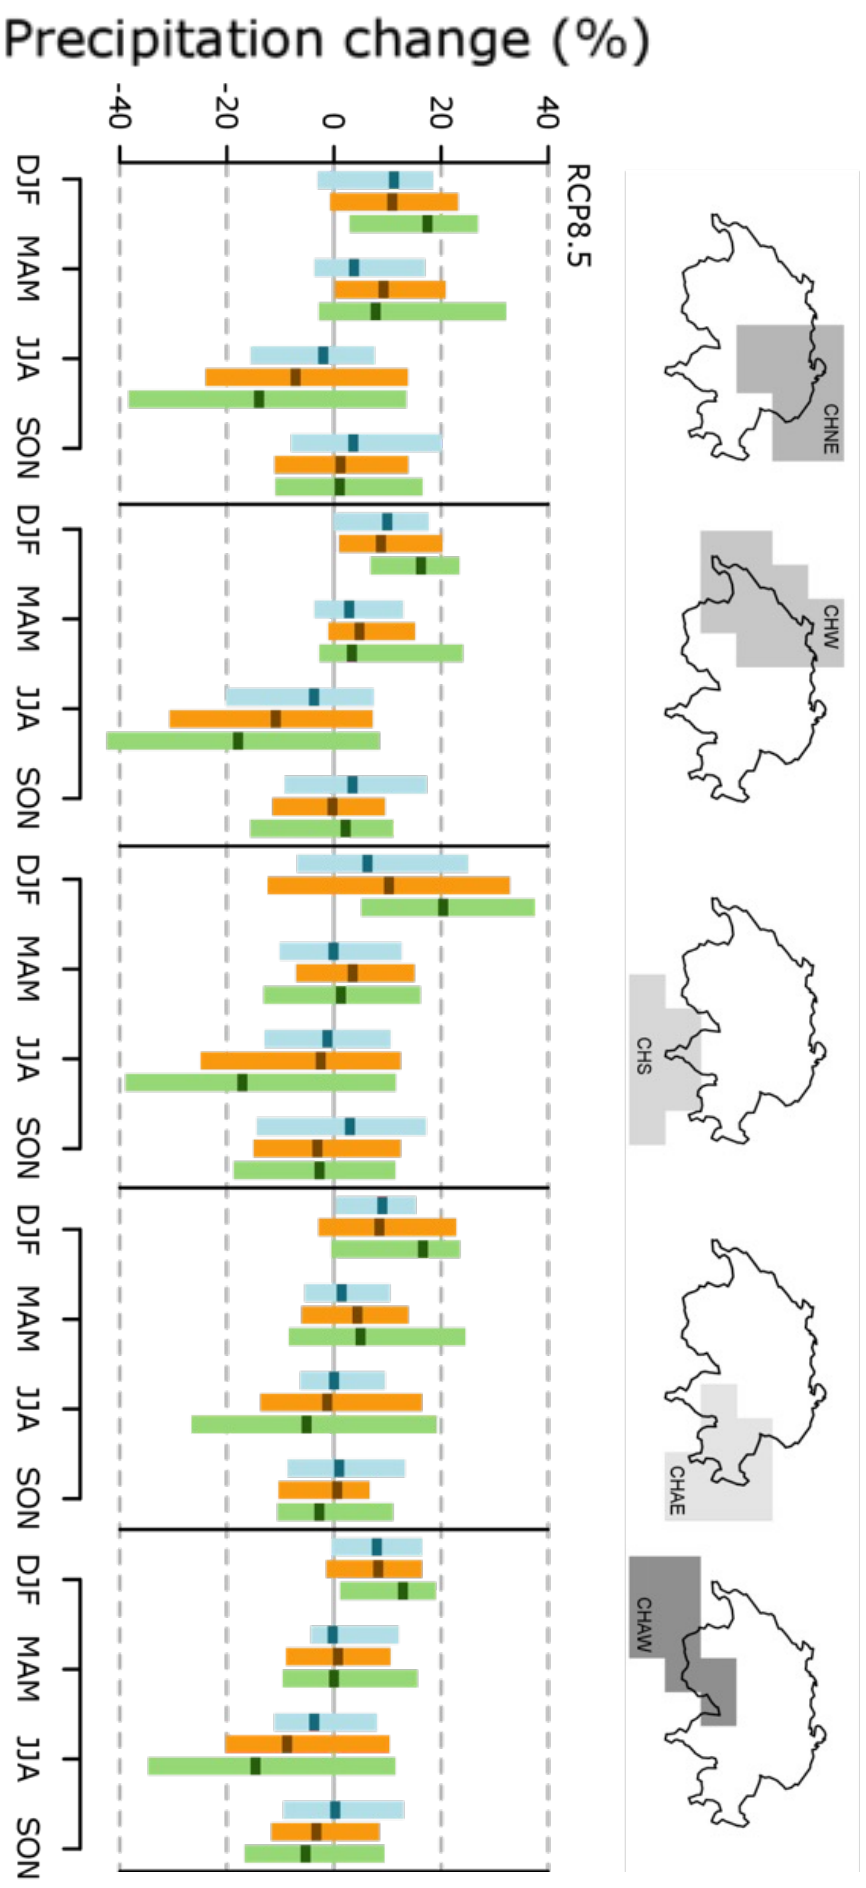 Precipitation change (%)
-40
-20
0
20
40
RCP8.5
CHNE
DJF
MAM
JJA
SON
CHW
DJF
MAM
JJA
SON
CHS
DJF
MAM
JJA
SON
CHAE
DJF
MAM
JJA
SON
CHAW
DJF
MAM
JJA
SON